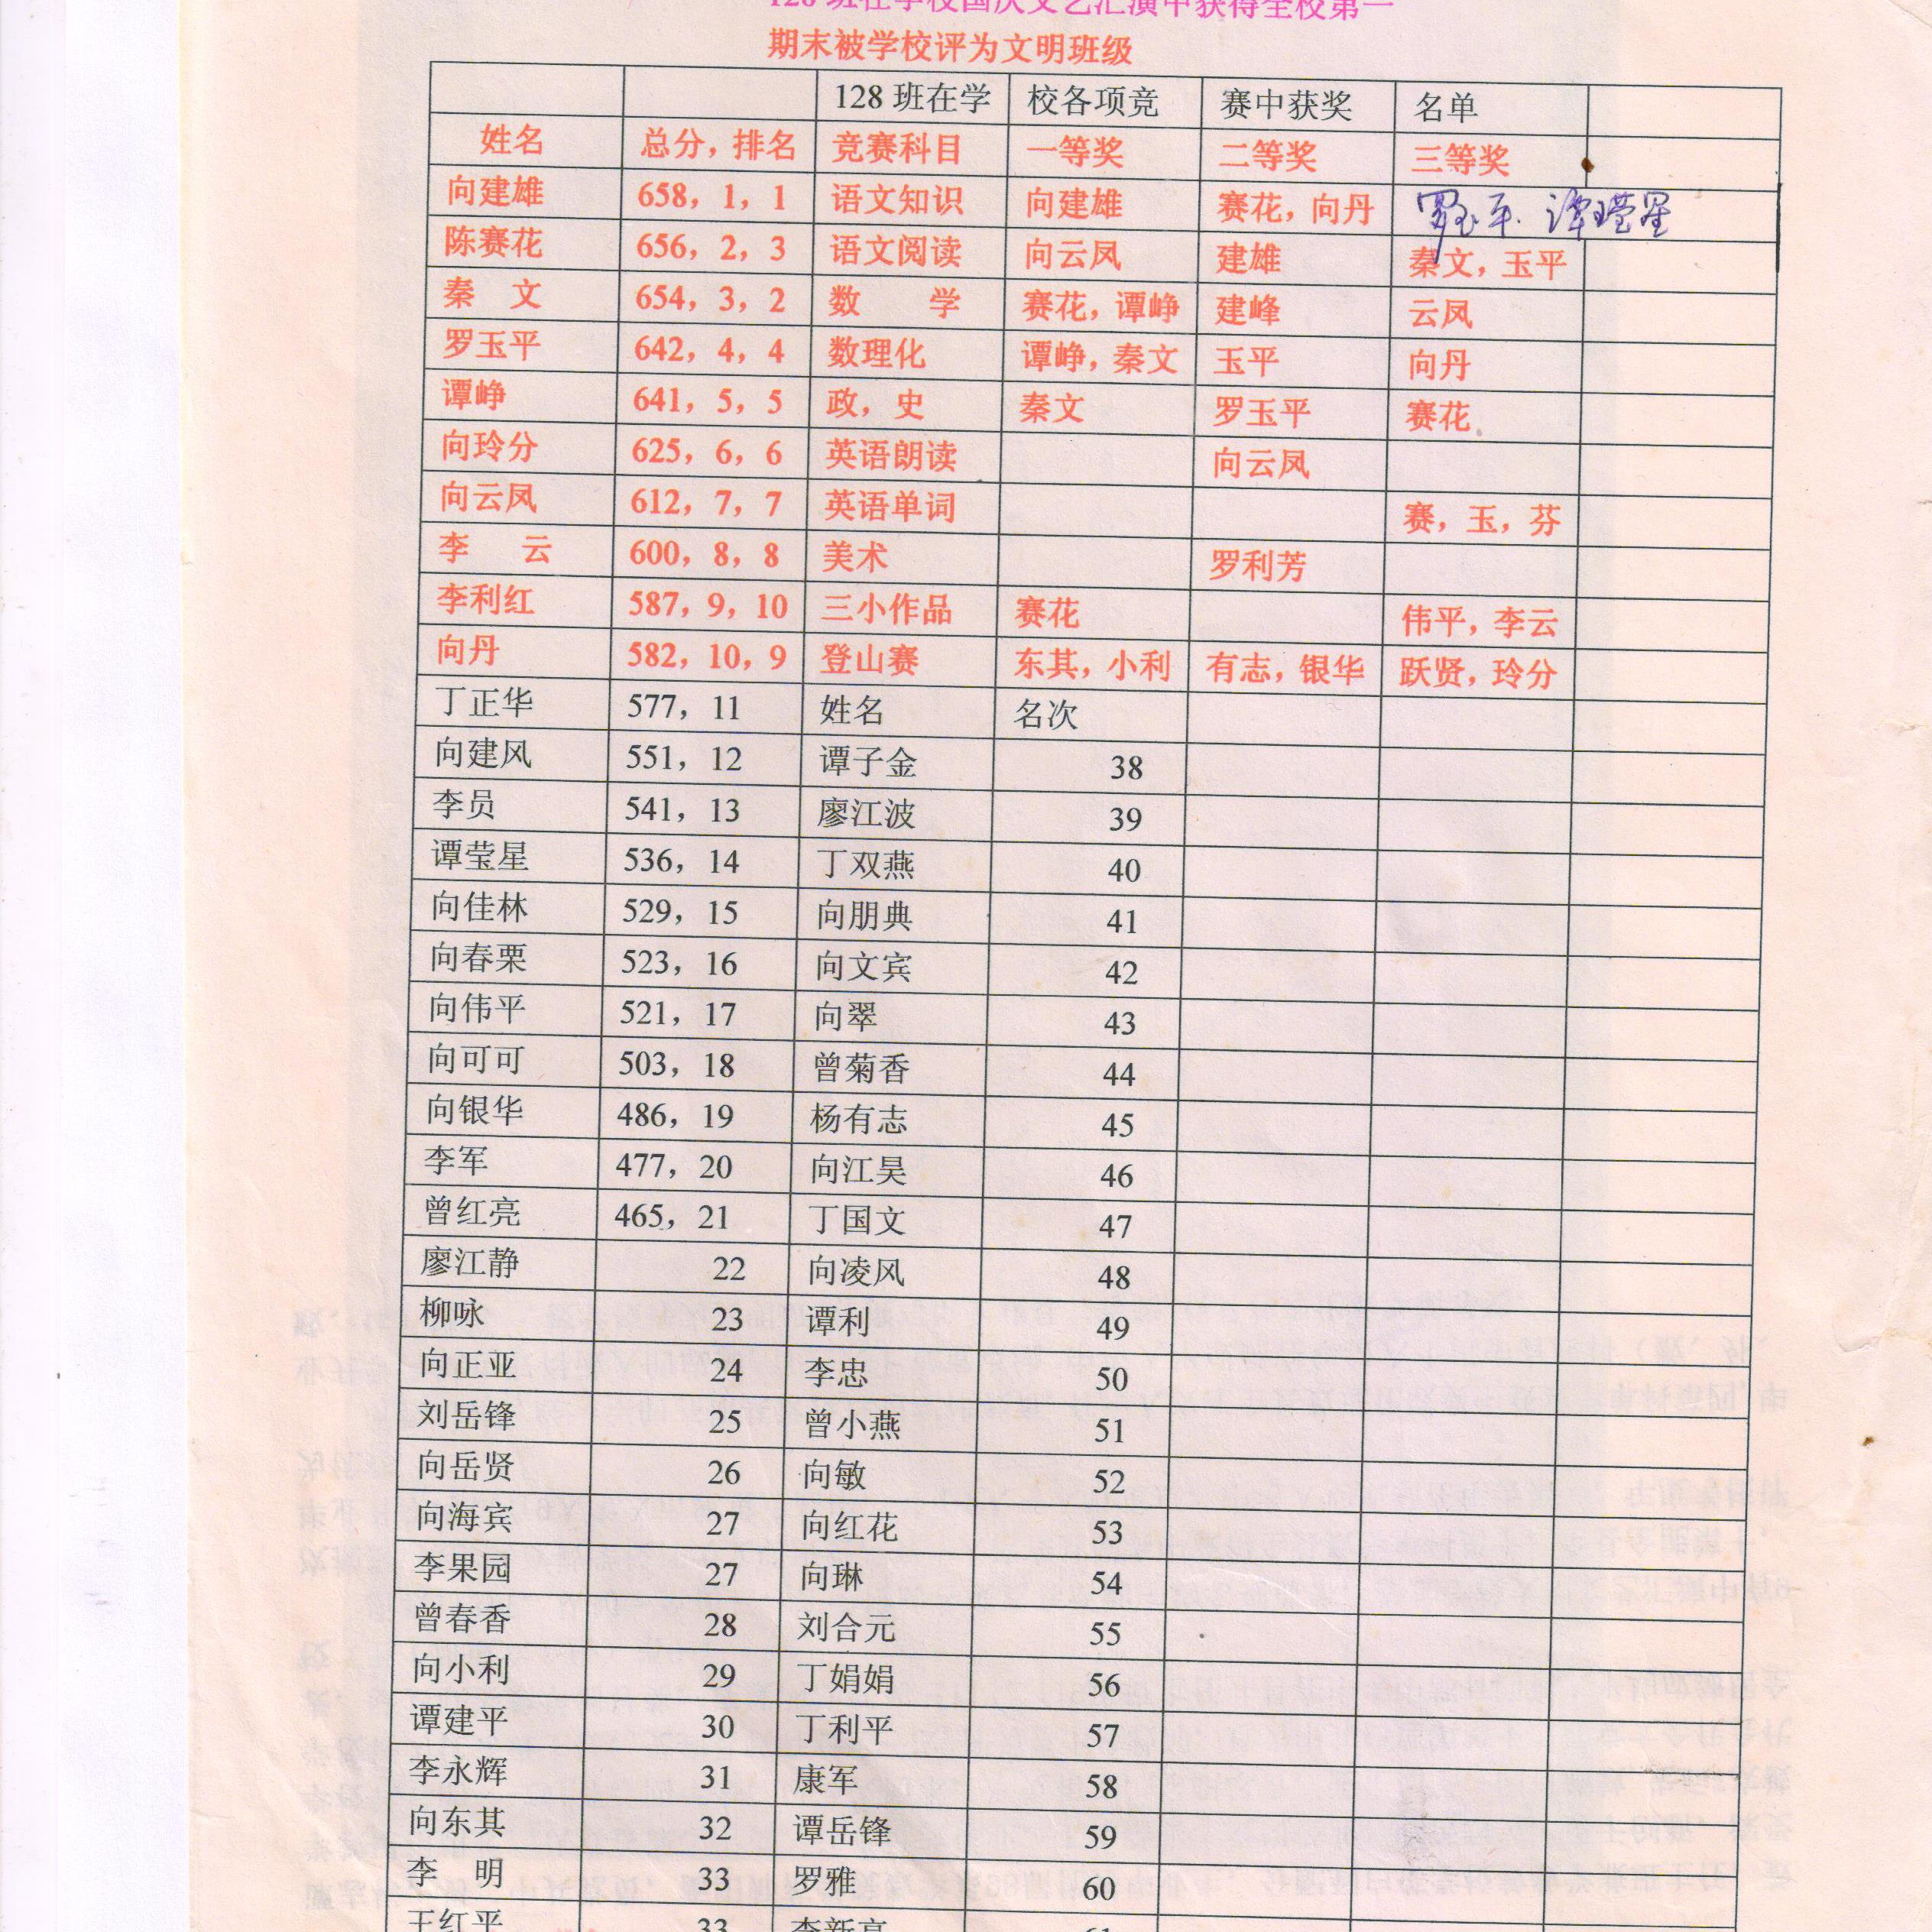 128 班在学校国庆文艺汇演中获得全校第一
期末被学校评为文明班级
128 班在学 校各项竞 赛中获奖 名单
姓名 总分，排名 竞赛科目 一等奖 二等奖 三等奖
向建雄 658，1，1 语文知识 向建雄 赛花，向丹 罗玉平、谭莹星
陈赛花 656，2，3 语文阅读 向云凤 建雄 秦文，玉平
秦 文 654，3，2 数 学 赛花，谭峥 建峰 云凤
罗玉平 642，4，4 数理化 谭峥，秦文 玉平 向丹
谭峥 641，5，5 政，史 秦文 罗玉平 赛花
向玲分 625，6，6 英语朗读 向云凤
向云凤 612，7，7 英语单词 赛，玉，芬
李 云 600，8，8 美术 罗利芳
李利红 587，9，10 三小作品 赛花 伟平，李云
向丹 582，10，9 登山赛 东其，小利 有志，银华 跃贤，玲分
丁正华 577，11 姓名 名次
向建风 551，12 谭子金 38
李员 541，13 廖江波 39
谭莹星 536，14 丁双燕 40
向佳林 529，15 向朋典 41
向春栗 523，16 向文宾 42
向伟平 521，17 向翠 43
向可可 503，18 曾菊香 44
向银华 486，19 杨有志 45
李军 477，20 向江昊 46
曾红亮 465，21 丁国文 47
廖江静 22 向凌风 48
柳咏 23 谭利 49
向正亚 24 李忠 50
刘岳锋 25 曾小燕 51
向岳贤 26 向敏 52
向海宾 27 向红花 53
李果园 27 向琳 54
曾春香 28 刘合元 55
向小利 29 丁娟娟 56
谭建平 30 丁利平 57
李永辉 31 康军 58
向东其 32 谭岳锋 59
李 明 33 罗雅 60
王红平 33 李新亮 61